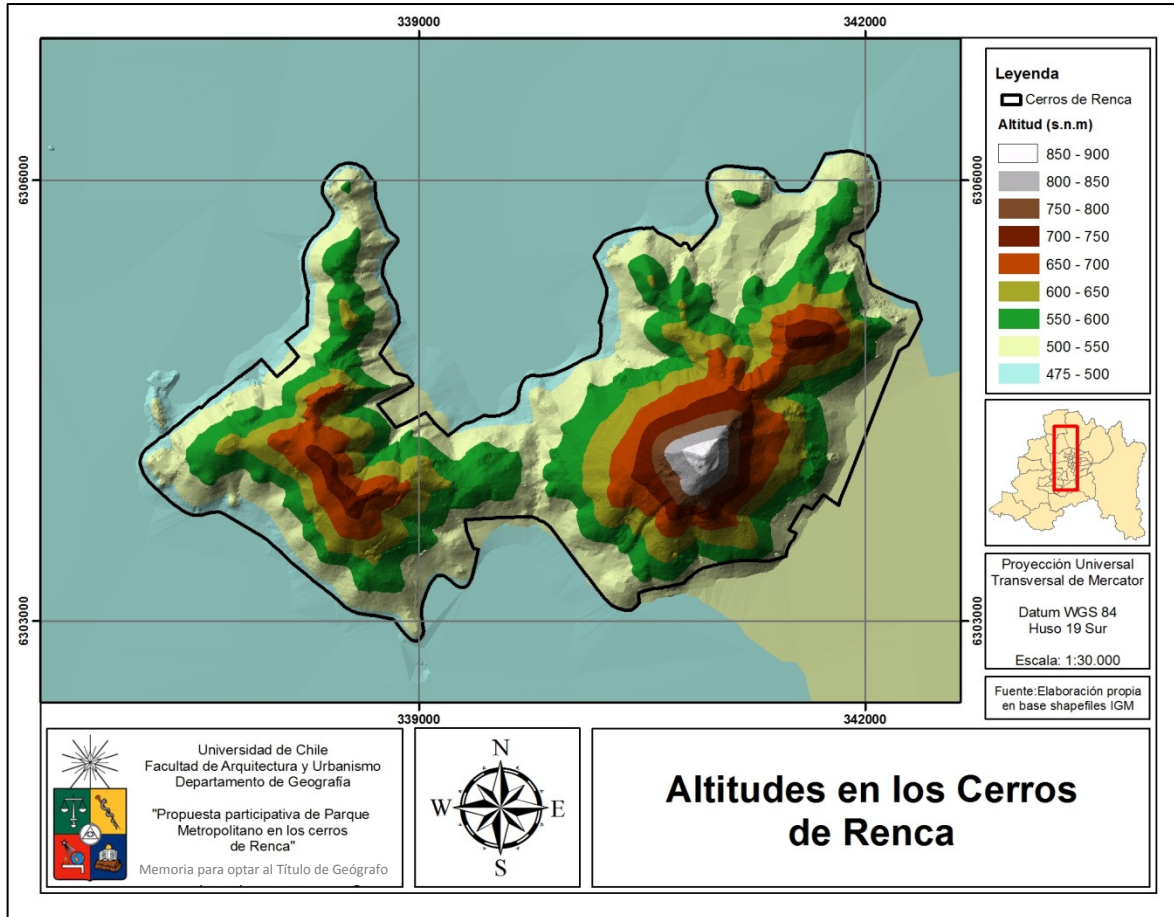 339000
342000
6306000
6306000
6303000
6303000
339000
342000
Leyenda
Cerros de Renca
Altitud (s.n.m)
850 - 900
800 - 850
750 - 800
700 - 750
650 - 700
600 - 650
550 - 600
500 - 550
475 - 500
Proyección Universal
Transversal de Mercator
Datum WGS 84
Huso 19 Sur
Escala: 1:30.000
Fuente:Elaboración propia
en base shapefiles IGM
Universidad de Chile
Facultad de Arquitectura y Urbanismo
Departamento de Geografía
"Propuesta participativa de Parque
Metropolitano en los cerros
de Renca"
Memoria para optar al Título de Geógrafo
N
W
E
S
Altitudes en los Cerros
de Renca